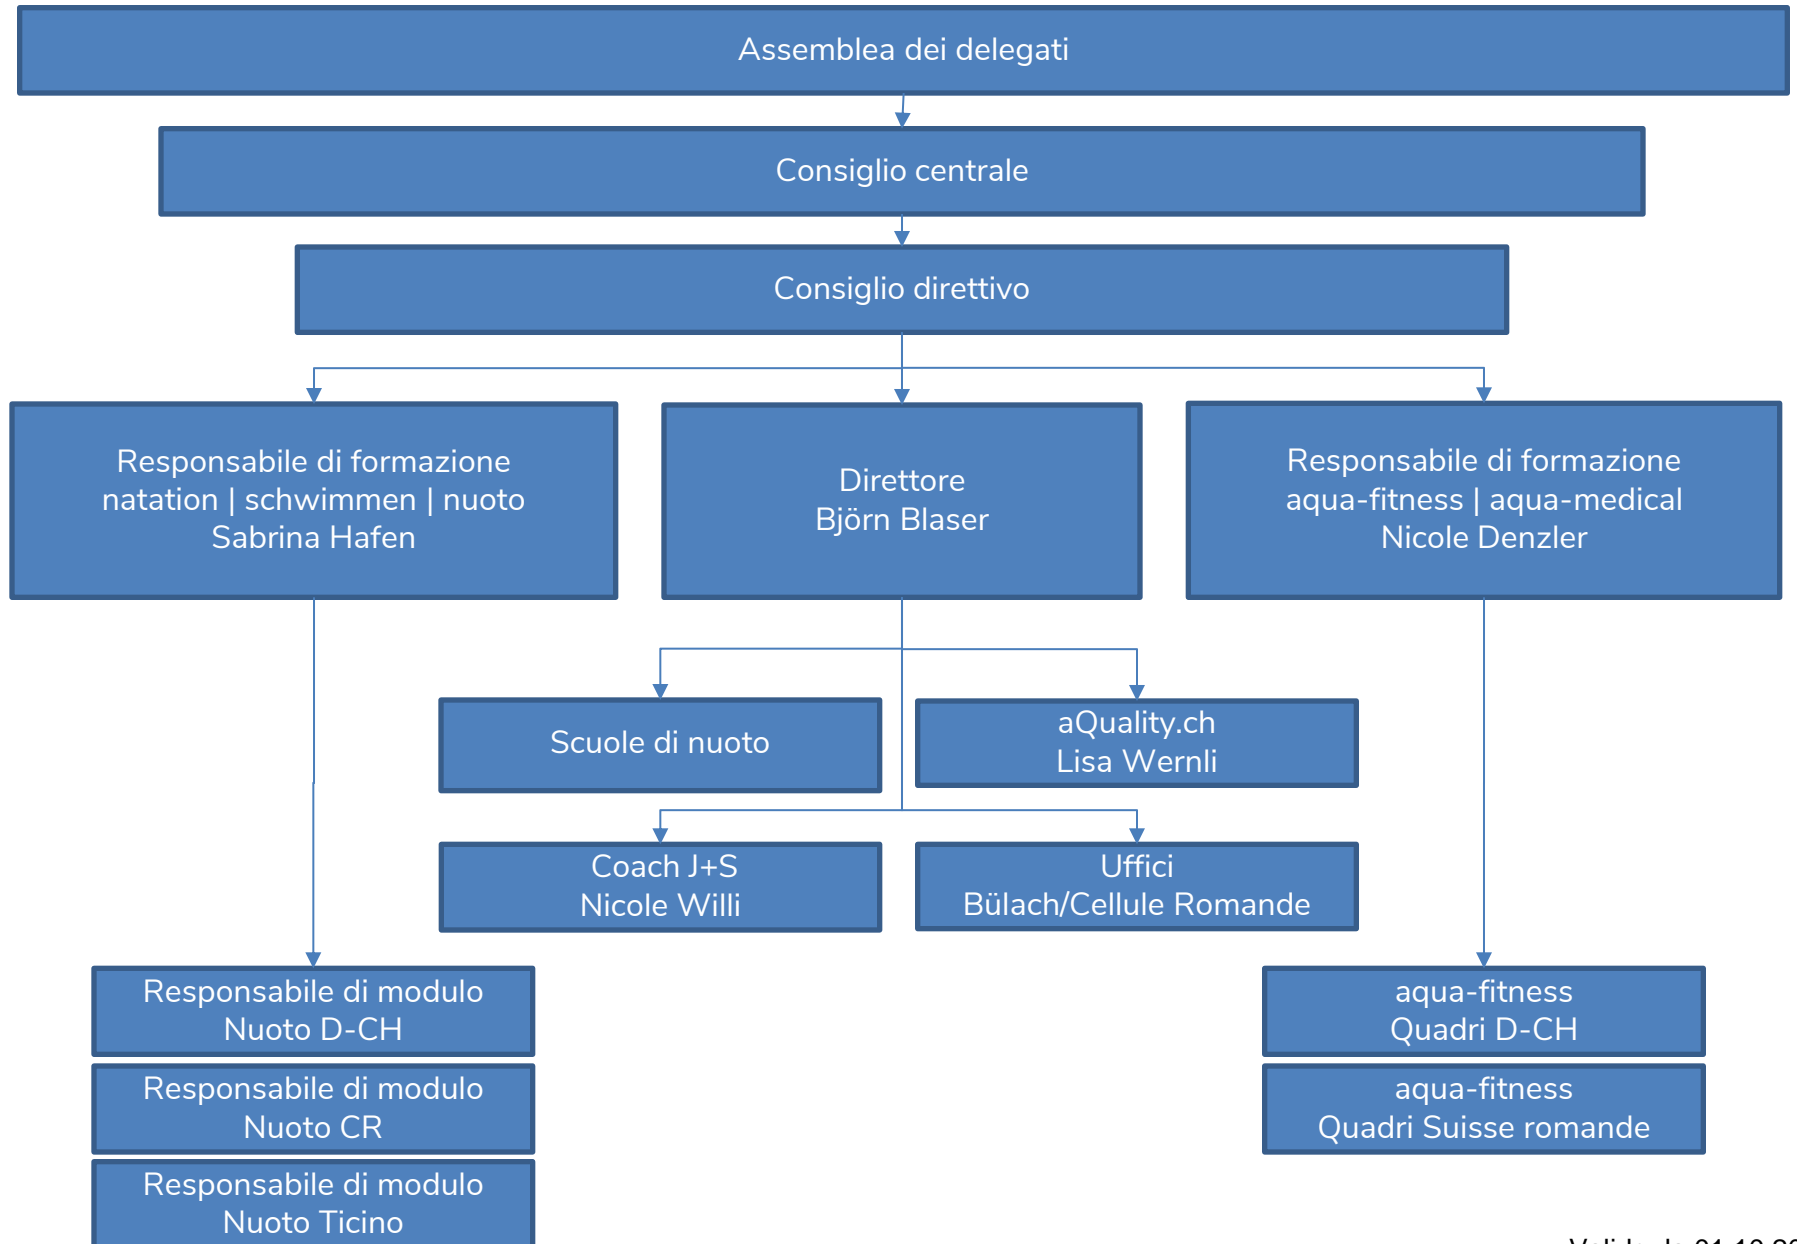 Assemblea dei delegati
Consiglio centrale
Consiglio direttivo
Responsabile di formazione
natation | schwimmen | nuoto
Sabrina Hafen
Direttore
Björn Blaser
Responsabile di formazione
aqua-fitness | aqua-medical
Nicole Denzler
Scuole di nuoto
aQuality.ch
Lisa Wernli
Coach J+S
Nicole Willi
Uffici
Bülach/Cellule Romande
Responsabile di modulo
Nuoto D-CH
Responsabile di modulo
Nuoto CR
Responsabile di modulo
Nuoto Ticino
aqua-fitness
Quadri D-CH
aqua-fitness
Quadri Suisse romande